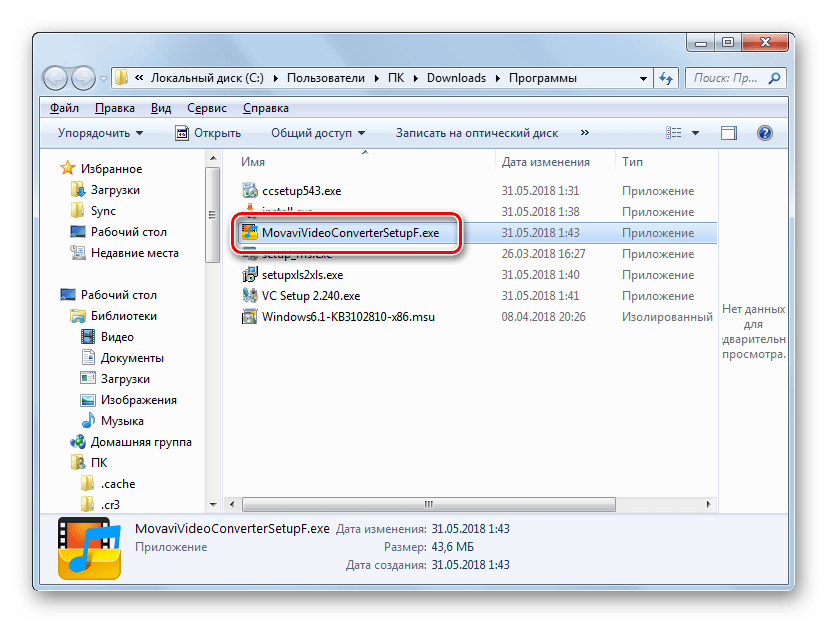 « Локальный диск (C:) ▸ Пользователи ▸ ПК ▸ Downloads ▸ Программы
Поиск: Пр...
Файл Правка Вид Сервис Справка
Упорядочить Открыть Общий доступ Записать на оптический диск »
Избранное
Загрузки
Sync
Рабочий стол
Недавние места
Рабочий стол
Библиотеки
Видео
Документы
Загрузки
Изображения
Музыка
Домашняя группа
ПК
.cache
.cr3
Имя Дата изменения Тип
ccsetup543.exe 31.05.2018 1:31 Приложение
install.exe 31.05.2018 1:38 Приложение
MovaviVideoConverterSetupF.exe 31.05.2018 1:43 Приложение
setup_ms.exe 26.03.2018 16:27 Приложение
setupxls2xls.exe 31.05.2018 1:40 Приложение
VC Setup 2.240.exe 31.05.2018 1:41 Приложение
Windows6.1-KB3102810-x86.msu 08.04.2018 20:26 Изолированный
Нет данных
для
едварительн
просмотра.
MovaviVideoConverterSetupF.exe Дата изменения: 31.05.2018 1:43
Приложение Размер: 43,6 МБ
Дата создания: 31.05.2018 1:43